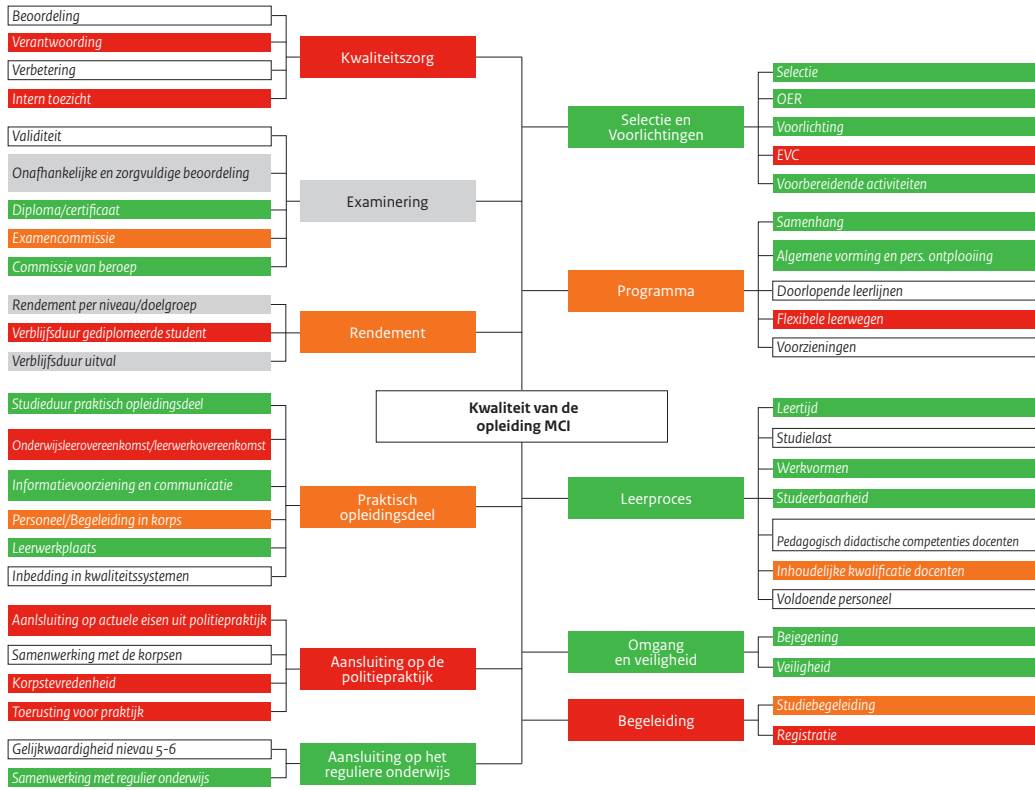 Beoordeling
Verantwoording
Verbetering
Intern toezicht
Kwaliteitszorg
Validiteit
Onafhankelijke en zorgvuldige beoordeling
Diploma/certificaat
Examencommissie
Commissie van beroep
Examinering
Rendement per niveau/doelgroep
Verblijfsduur gediplomeerde student
Verblijfsduur uitval
Rendement
Studieduur praktisch opleidingsdeel
Onderwijsleerovereenkomst/leerwerkovereenkomst
Informatievoorziening en communicatie
Personeel/Begeleiding in korps
Leerwerkplaats
Inbedding in kwaliteitssystemen
Praktisch
opleidingsdeel
Aanlsluiting op actuele eisen uit politiepraktijk
Samenwerking met de korpsen
Korpstevredenheid
Toerusting voor praktijk
Aansluiting op de
politiepraktijk
Gelijkwaardigheid nievau 5-6
Samenwerking met regulier onderwijs
Aansluiting op het
reguliere onderwijs
Kwaliteit van de
opleiding MCI
Selectie en
Voorlichtingen
Selectie
OER
Voorlichting
EVC
Voorbereidende activiteiten
Programma
Samenhang
Algemene vorming en pers. ontplooiing
Doorlopende leerlijnen
Flexibele leerwegen
Voorzieningen
Leerproces
Leertijd
Studielast
Werkvormen
Studeerbaarheid
Pedagogisch didactische competenties docenten
Inhoudelijke kwalificatie docenten
Voldoende personeel
Omgang
en veiligheid
Bejegening
Veiligheid
Begeleiding
Studiebegeleiding
Registratie